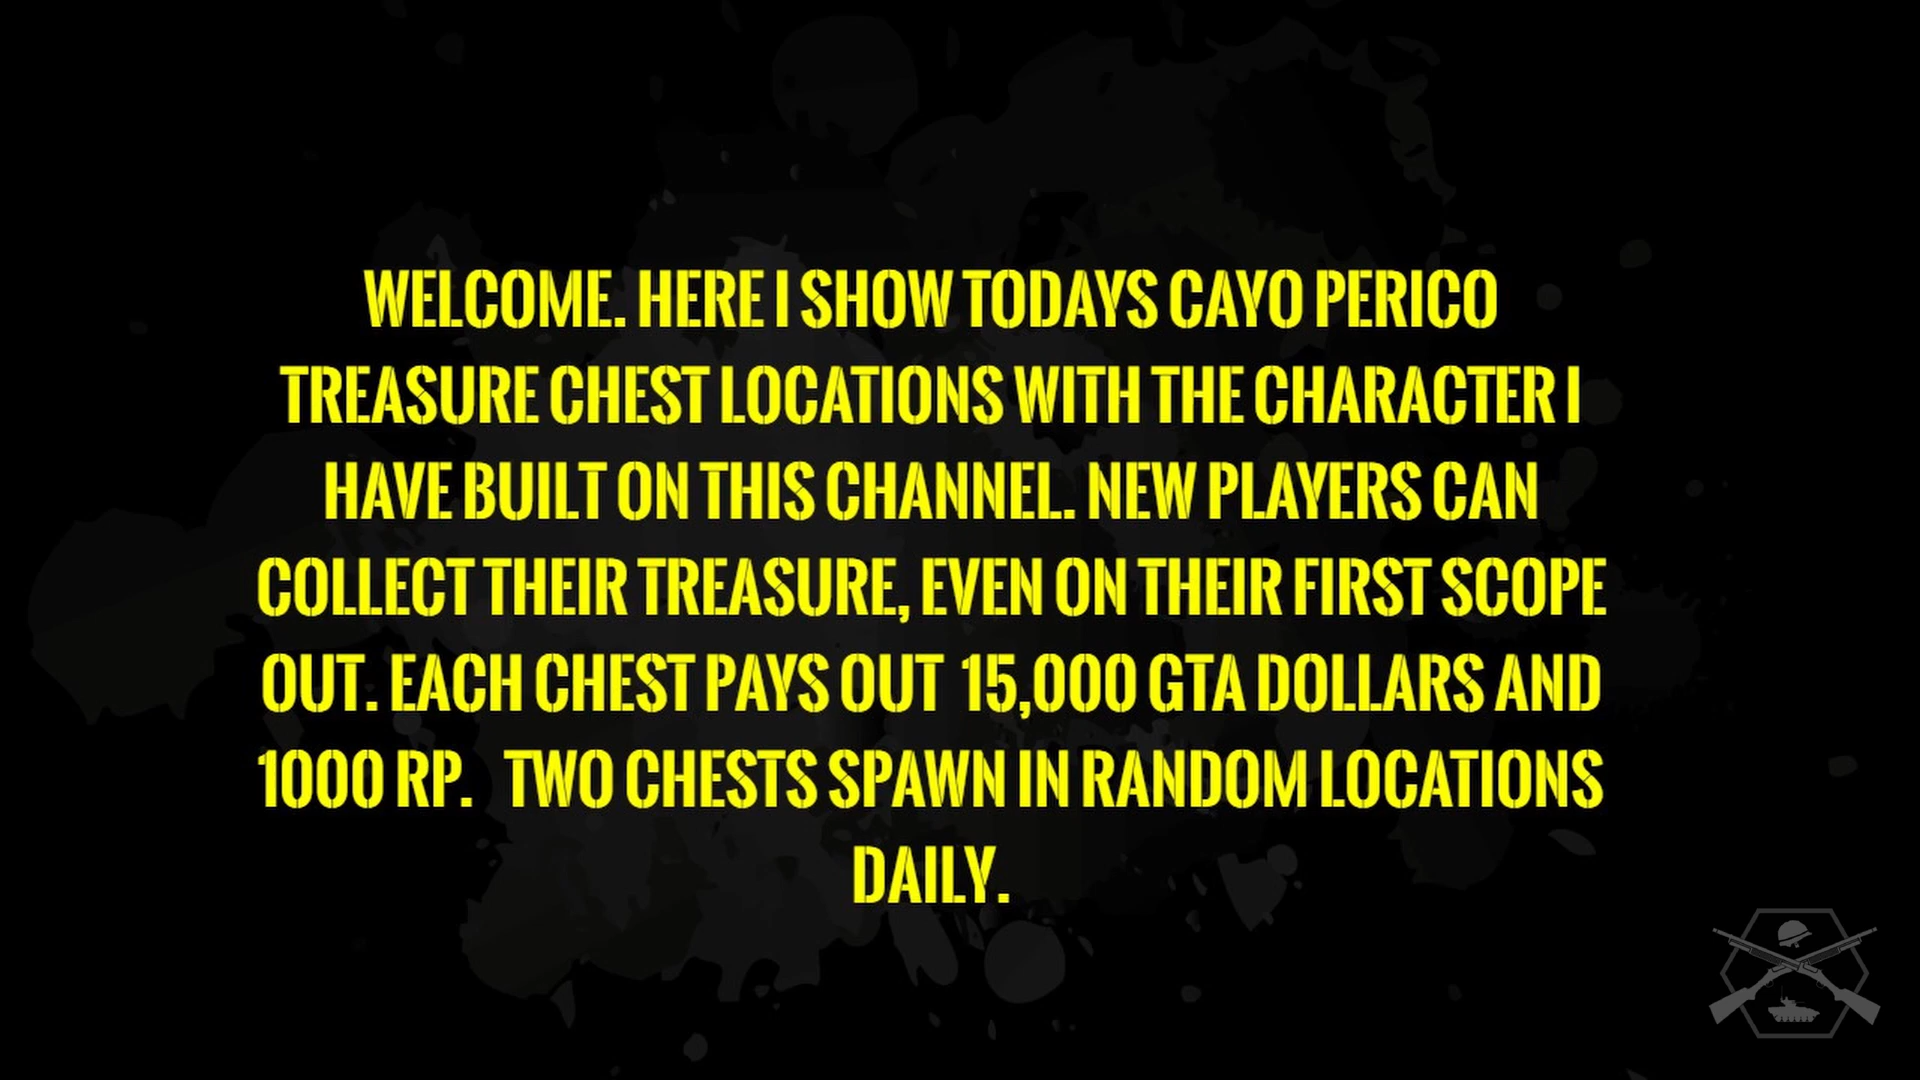 WELCOME. HERE I SHOW TODAYS CAYO PERICO
TREASURE CHEST LOCATIONS WITH THE CHARACTER I
HAVE BUILT ON THIS CHANNEL. NEW PLAYERS CAN
COLLECT THEIR TREASURE, EVEN ON THEIR FIRST SCOPE
OUT. EACH CHEST PAYS OUT 15,000 GTA DOLLARS AND
1000 RP. TWO CHESTS SPAWN IN RANDOM LOCATIONS
DAILY.